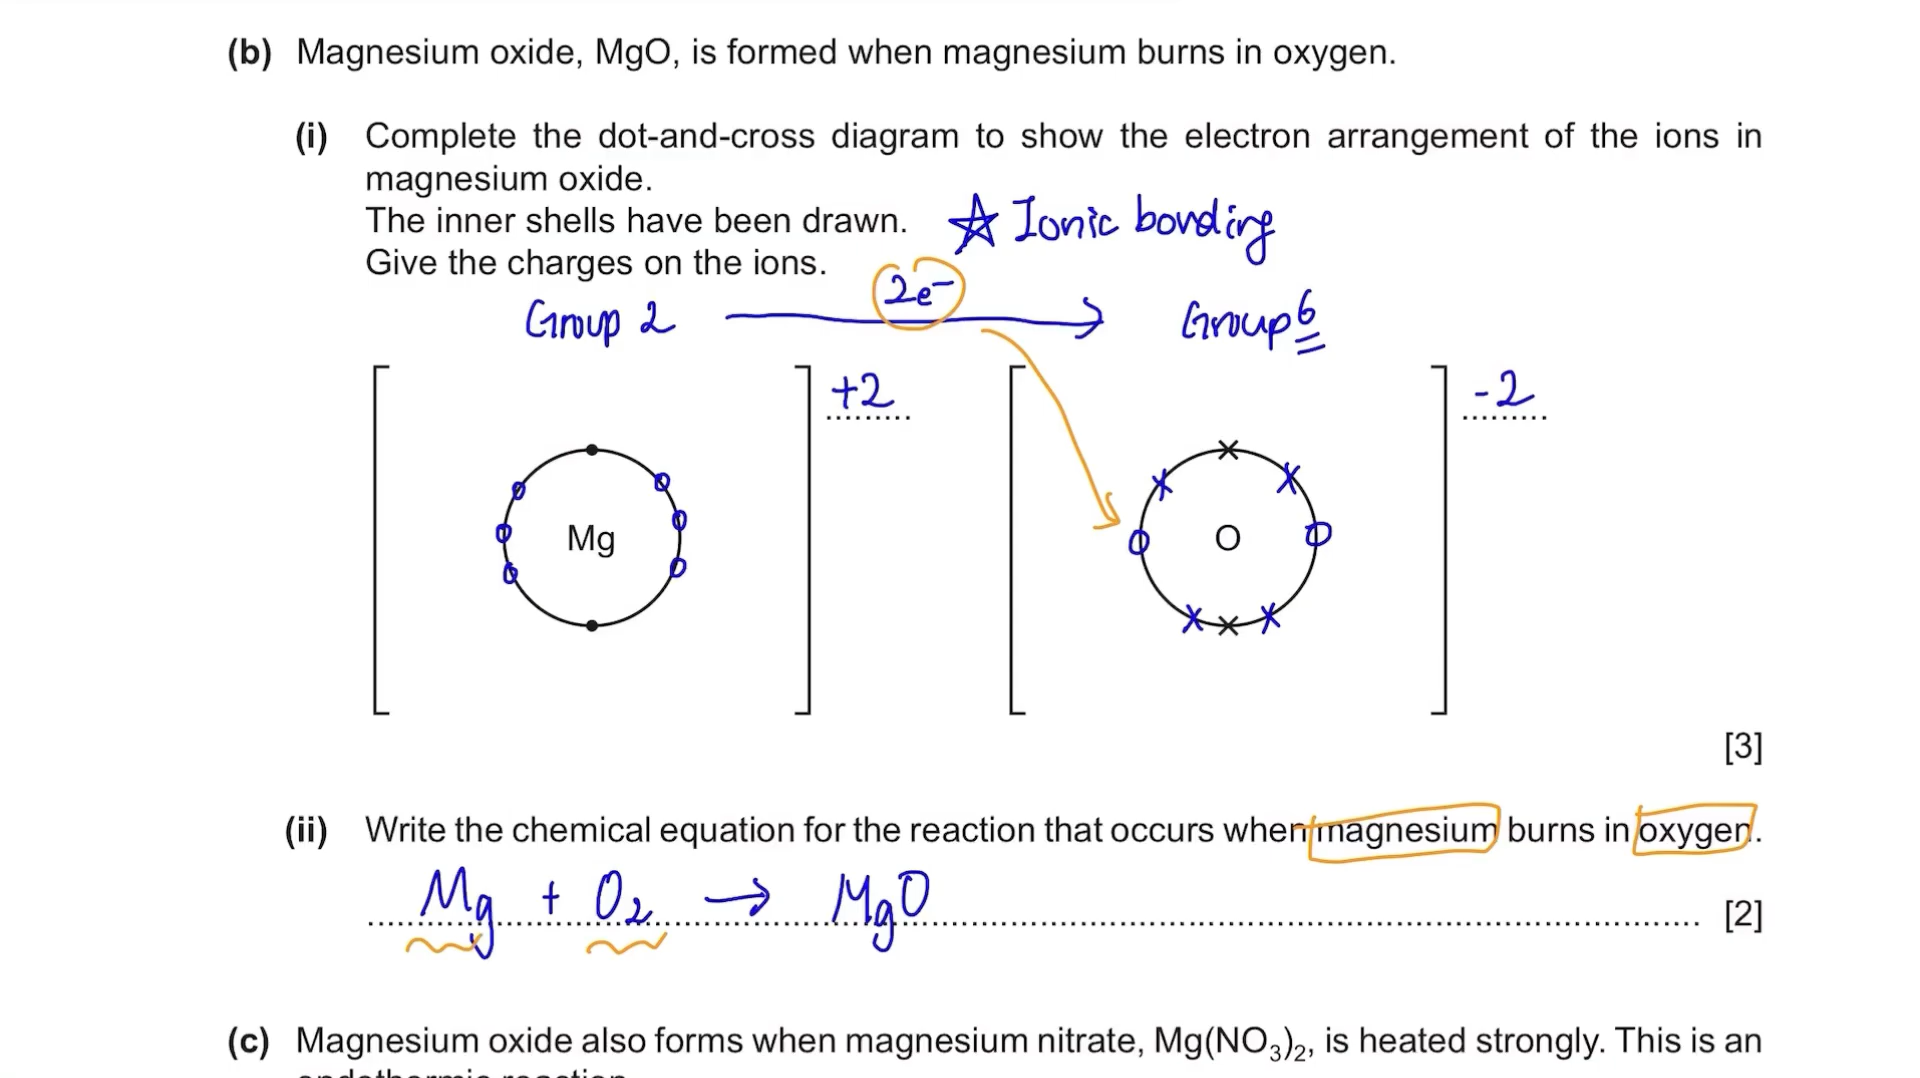 (b) Magnesium oxide, MgO, is formed when magnesium burns in oxygen.
(i) Complete the dot-and-cross diagram to show the electron arrangement of the ions in
magnesium oxide.
The inner shells have been drawn.
☆ Ionic bonding
Give the charges on the ions.
2e⁻
Group 2 → Group 6
+2
-2
Mg
O
[3]
(ii) Write the chemical equation for the reaction that occurs when magnesium burns in oxygen.
Mg + O₂ → MgO [2]
(c) Magnesium oxide also forms when magnesium nitrate, Mg(NO₃)₂, is heated strongly. This is an
endothermic reaction